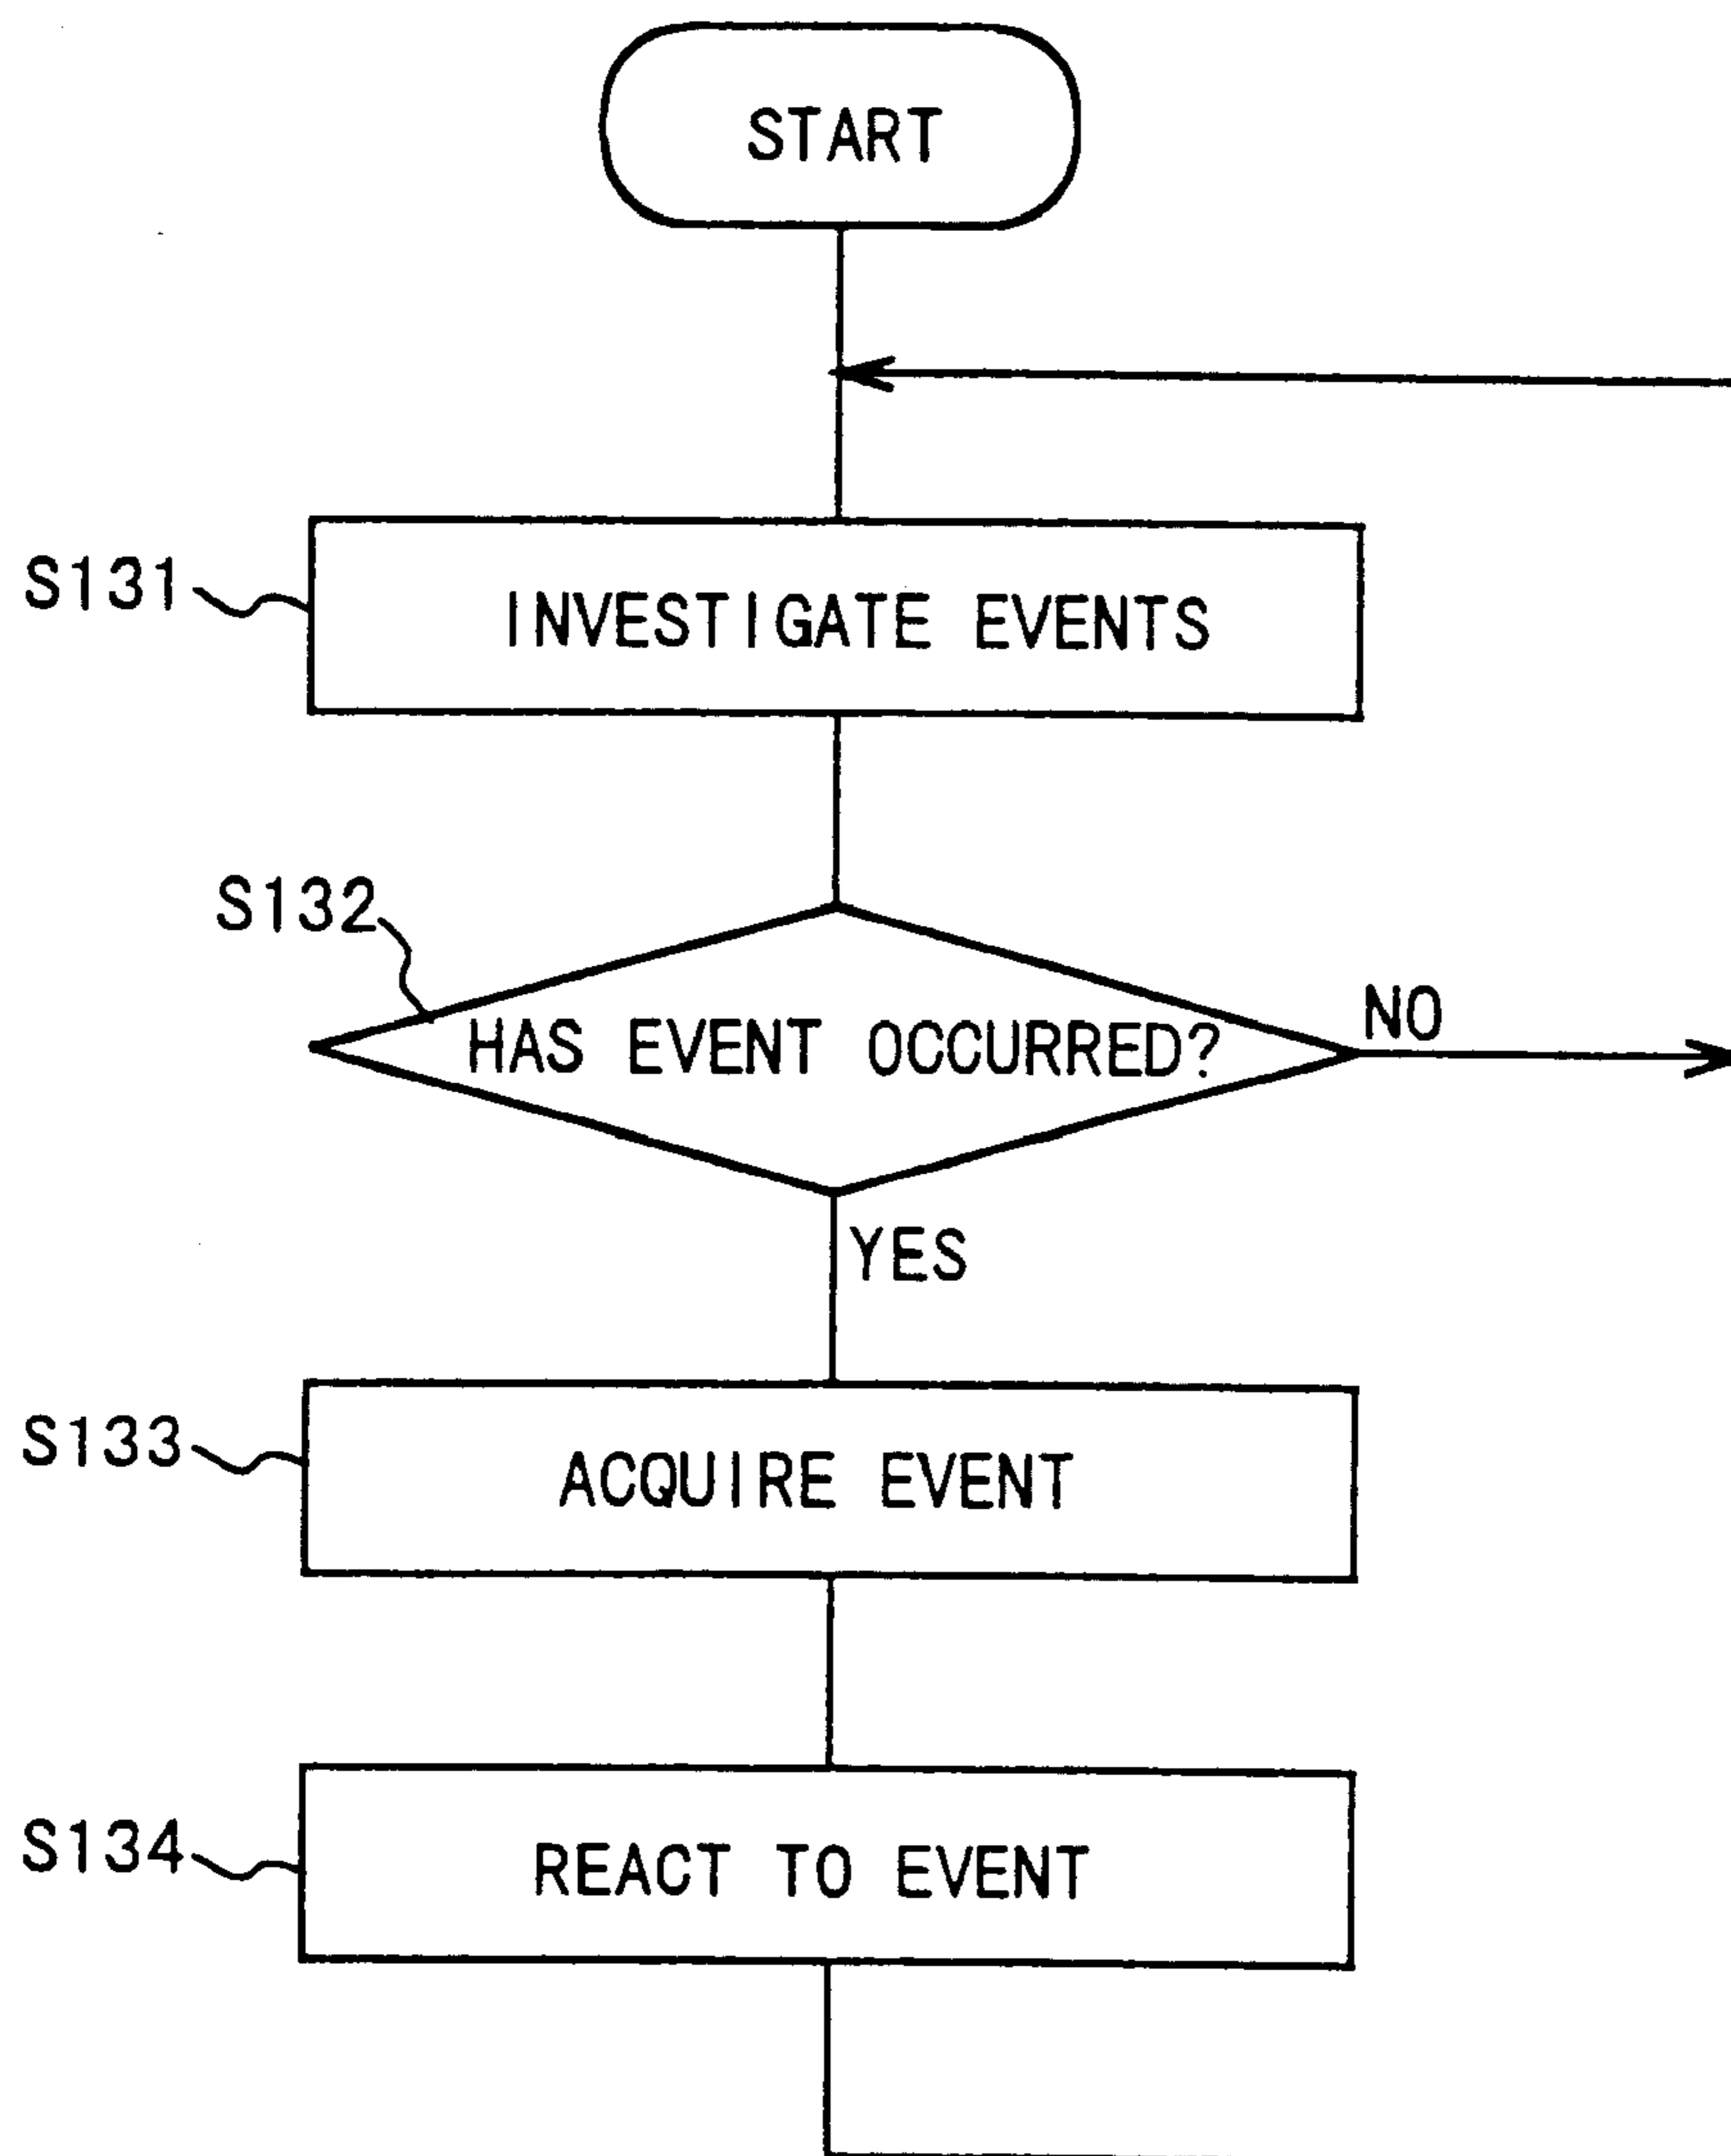 START
S131
INVESTIGATE EVENTS
S132
HAS EVENT OCCURRED?
NO
YES
S133
ACQUIRE EVENT
S134
REACT TO EVENT